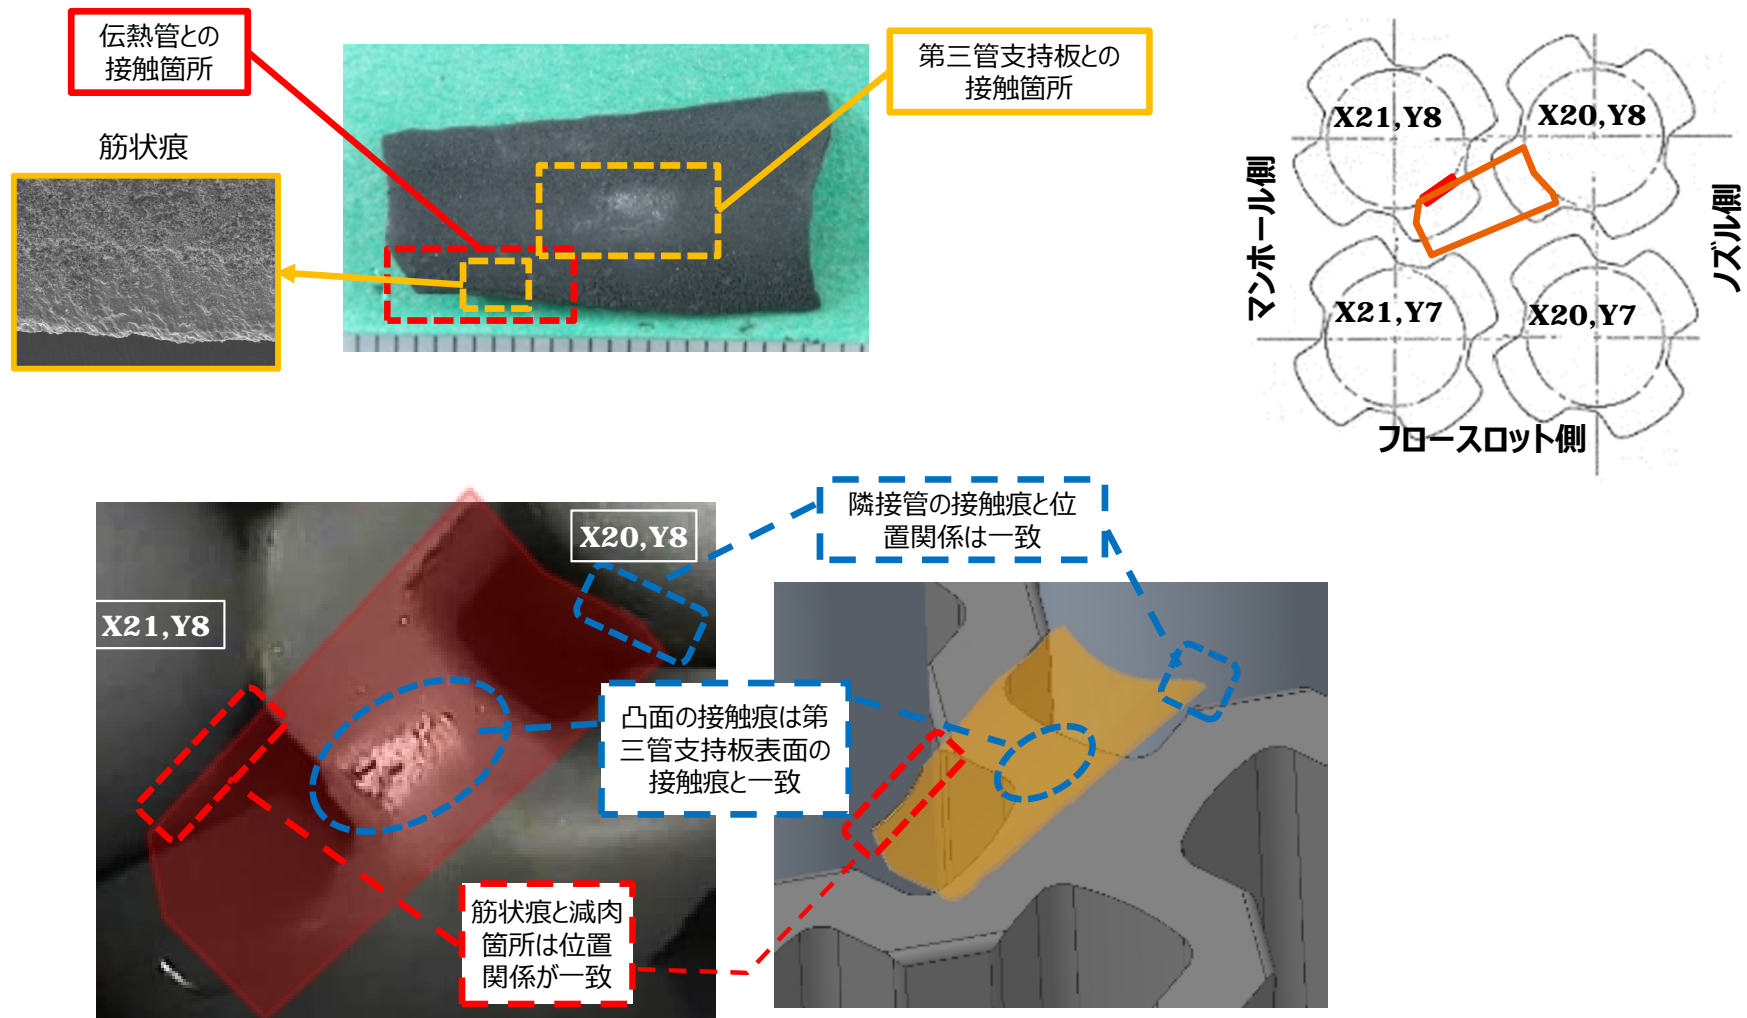 伝熱管との
接触箇所
第三管支持板との
接触箇所
筋状痕
X21,Y8
X20,Y8
マンホール側
ノズル側
X21,Y7
X20,Y7
フロースロット側
隣接管の接触痕と位
置関係は一致
X20,Y8
X21,Y8
凸面の接触痕は第
三管支持板表面の
接触痕と一致
筋状痕と減肉
箇所は位置
関係が一致